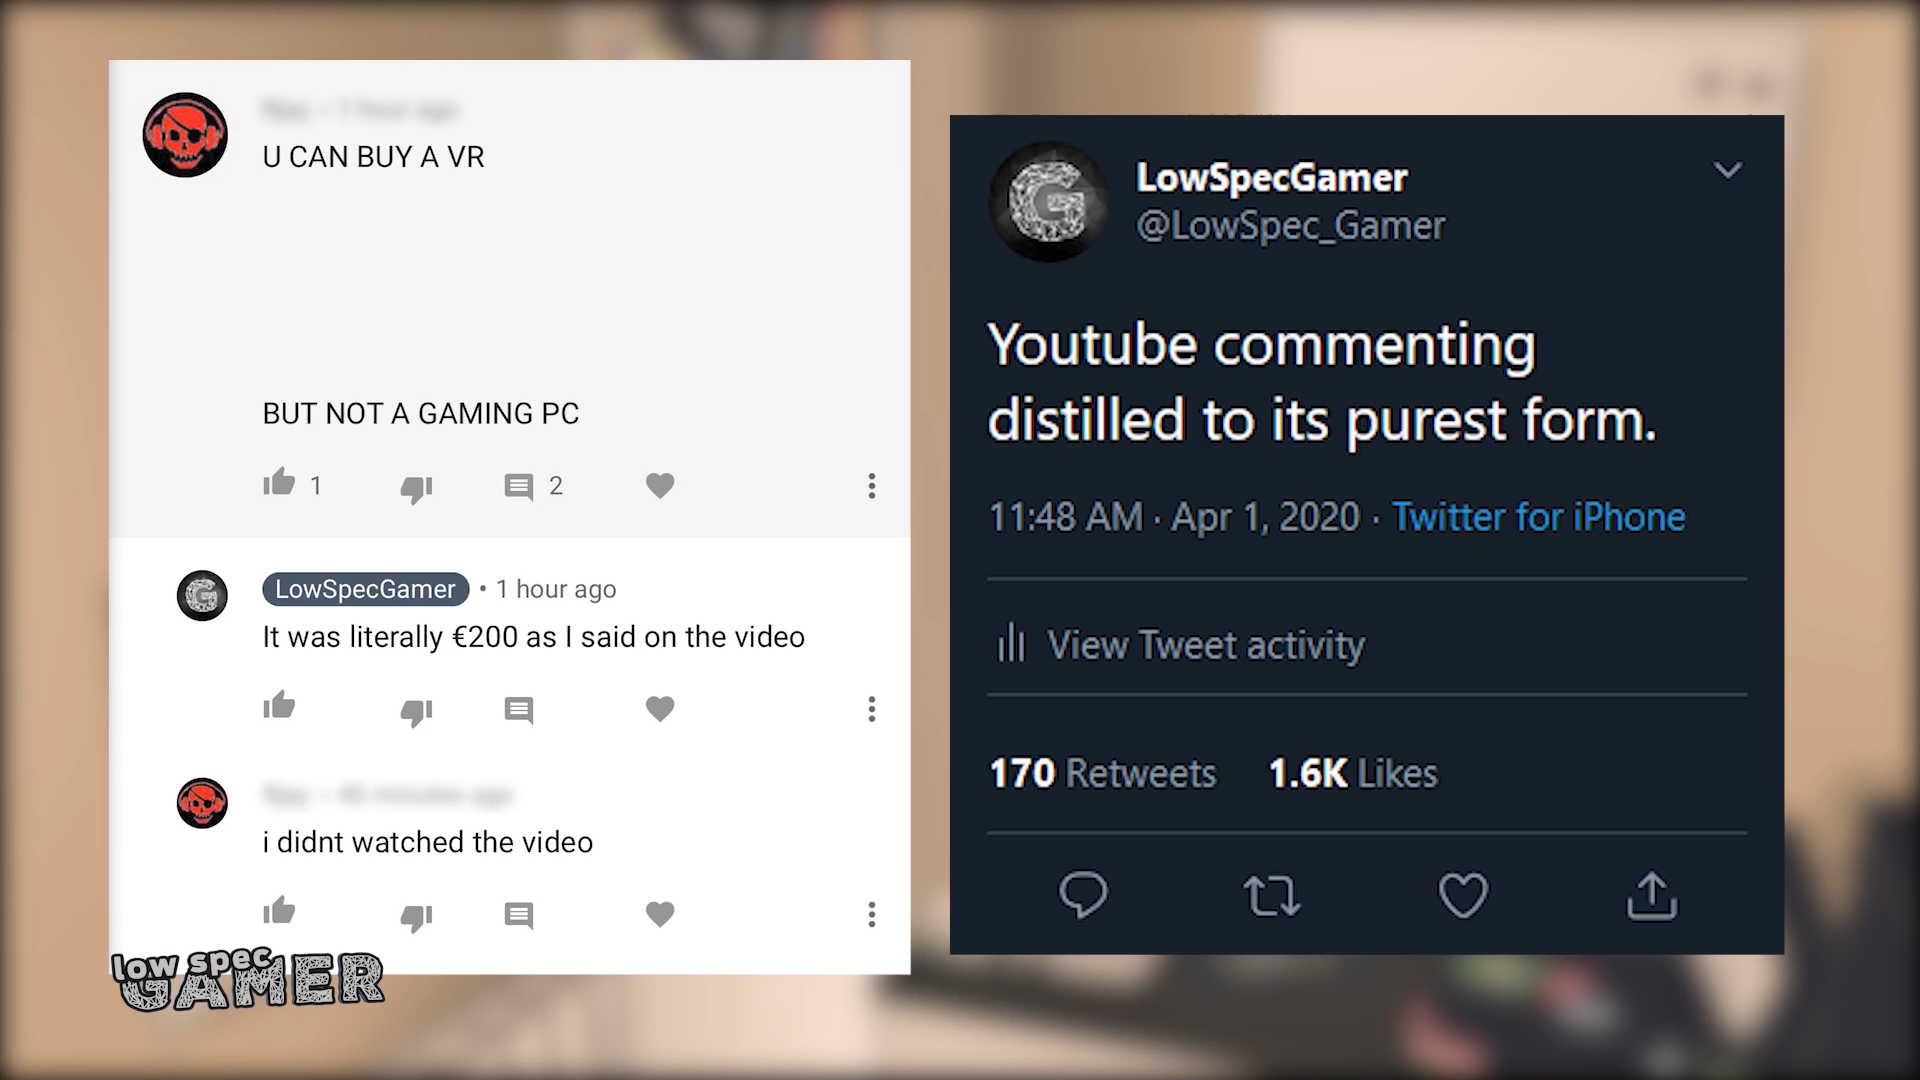 U CAN BUY A VR
BUT NOT A GAMING PC
1
2
LowSpecGamer • 1 hour ago
It was literally €200 as I said on the video
i didnt watched the video
low spec
GAMER
LowSpecGamer
@LowSpec_Gamer
Youtube commenting
distilled to its purest form.
11:48 AM · Apr 1, 2020 · Twitter for iPhone
View Tweet activity
170 Retweets 1.6K Likes